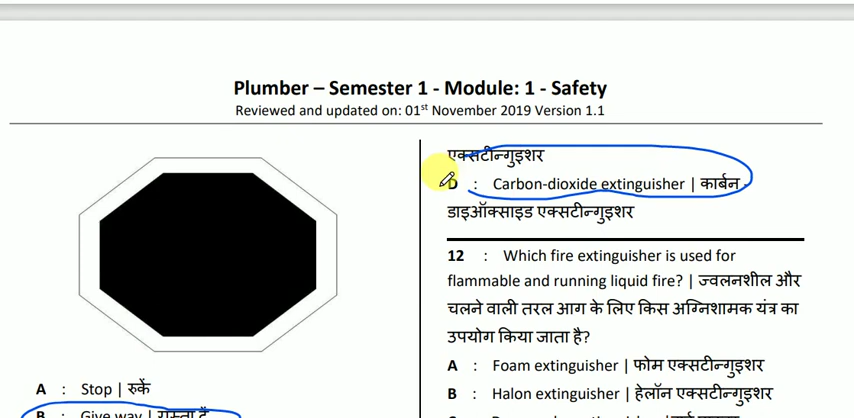 Plumber – Semester 1 - Module: 1 - Safety
Reviewed and updated on: 01st November 2019 Version 1.1
A : Stop | रुकें
B : Give way |
एक्सटीन्गुइशर
D : Carbon-dioxide extinguisher | कार्बन
डाइऑक्साइड एक्सटीन्गुइशर
12 : Which fire extinguisher is used for
flammable and running liquid fire? | ज्वलनशील और
चलने वाली तरल आग के लिए किस अग्निशामक यंत्र का
उपयोग किया जाता है?
A : Foam extinguisher | फोम एक्सटीन्गुइशर
B : Halon extinguisher | हेलॉन एक्सटीन्गुइशर